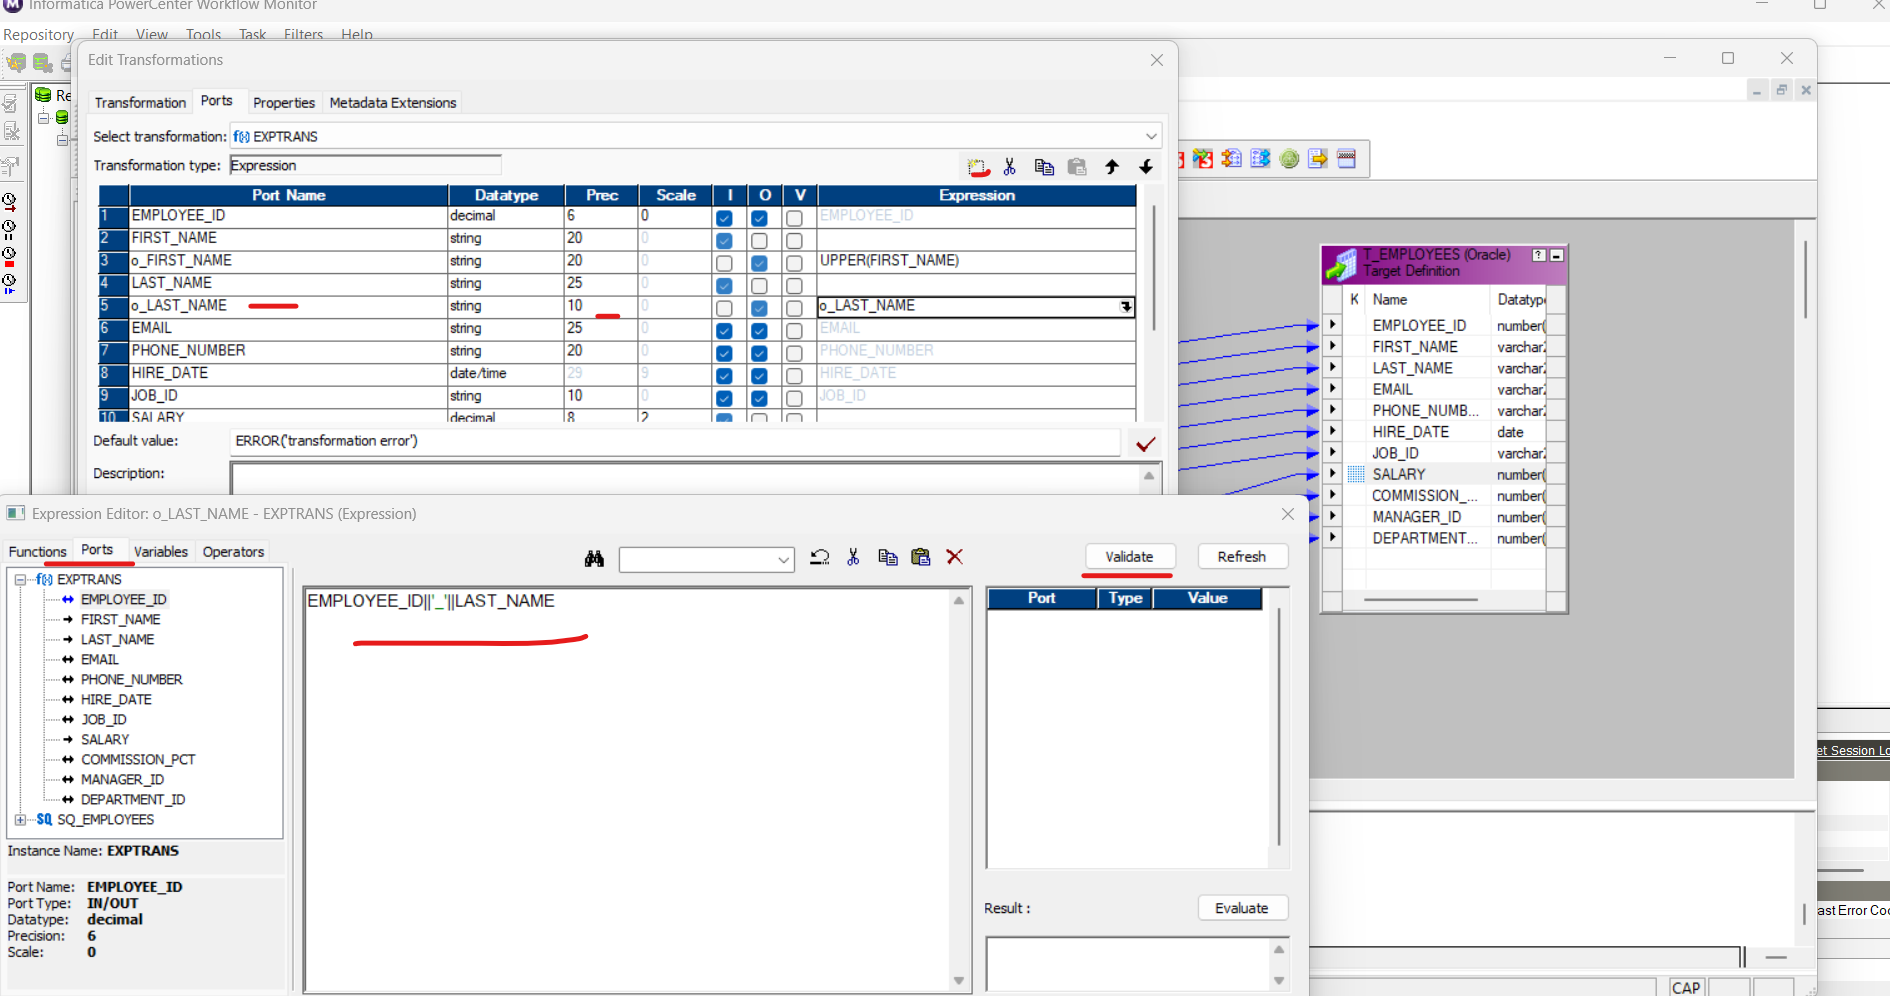 Informatica PowerCenter Workflow Monitor
Repository Edit View Tools Task Filters Help
Edit Transformations
Transformation Ports Properties Metadata Extensions
Select transformation: f(x) EXPTRANS
Transformation type: Expression
Port Name Datatype Prec Scale I O V Expression
1 EMPLOYEE_ID decimal 6 0 EMPLOYEE_ID
2 FIRST_NAME string 20 0
3 o_FIRST_NAME string 20 0 UPPER(FIRST_NAME)
4 LAST_NAME string 25 0
5 o_LAST_NAME string 10 0 o_LAST_NAME
6 EMAIL string 25 0 EMAIL
7 PHONE_NUMBER string 20 0 PHONE_NUMBER
8 HIRE_DATE date/time 29 9 HIRE_DATE
9 JOB_ID string 10 0 JOB_ID
10 SALARY decimal 8 2
Default value: ERROR('transformation error')
Description:
T_EMPLOYEES (Oracle)
Target Definition
K Name Datatyp
EMPLOYEE_ID number(
FIRST_NAME varchar2
LAST_NAME varchar2
EMAIL varchar2
PHONE_NUMB... varchar2
HIRE_DATE date
JOB_ID varchar2
SALARY number(
COMMISSION_... number(
MANAGER_ID number(
DEPARTMENT... number(
Expression Editor: o_LAST_NAME - EXPTRANS (Expression)
Functions Ports Variables Operators
Validate Refresh
f(x) EXPTRANS
EMPLOYEE_ID
FIRST_NAME
LAST_NAME
EMAIL
PHONE_NUMBER
HIRE_DATE
JOB_ID
SALARY
COMMISSION_PCT
MANAGER_ID
DEPARTMENT_ID
SQ SQ_EMPLOYEES
EMPLOYEE_ID||'_'||LAST_NAME
Port Type Value
Instance Name: EXPTRANS
Port Name: EMPLOYEE_ID
Port Type: IN/OUT
Datatype: decimal
Precision: 6
Scale: 0
Result :
Evaluate
et Session Lo
ast Error Coo
CAP